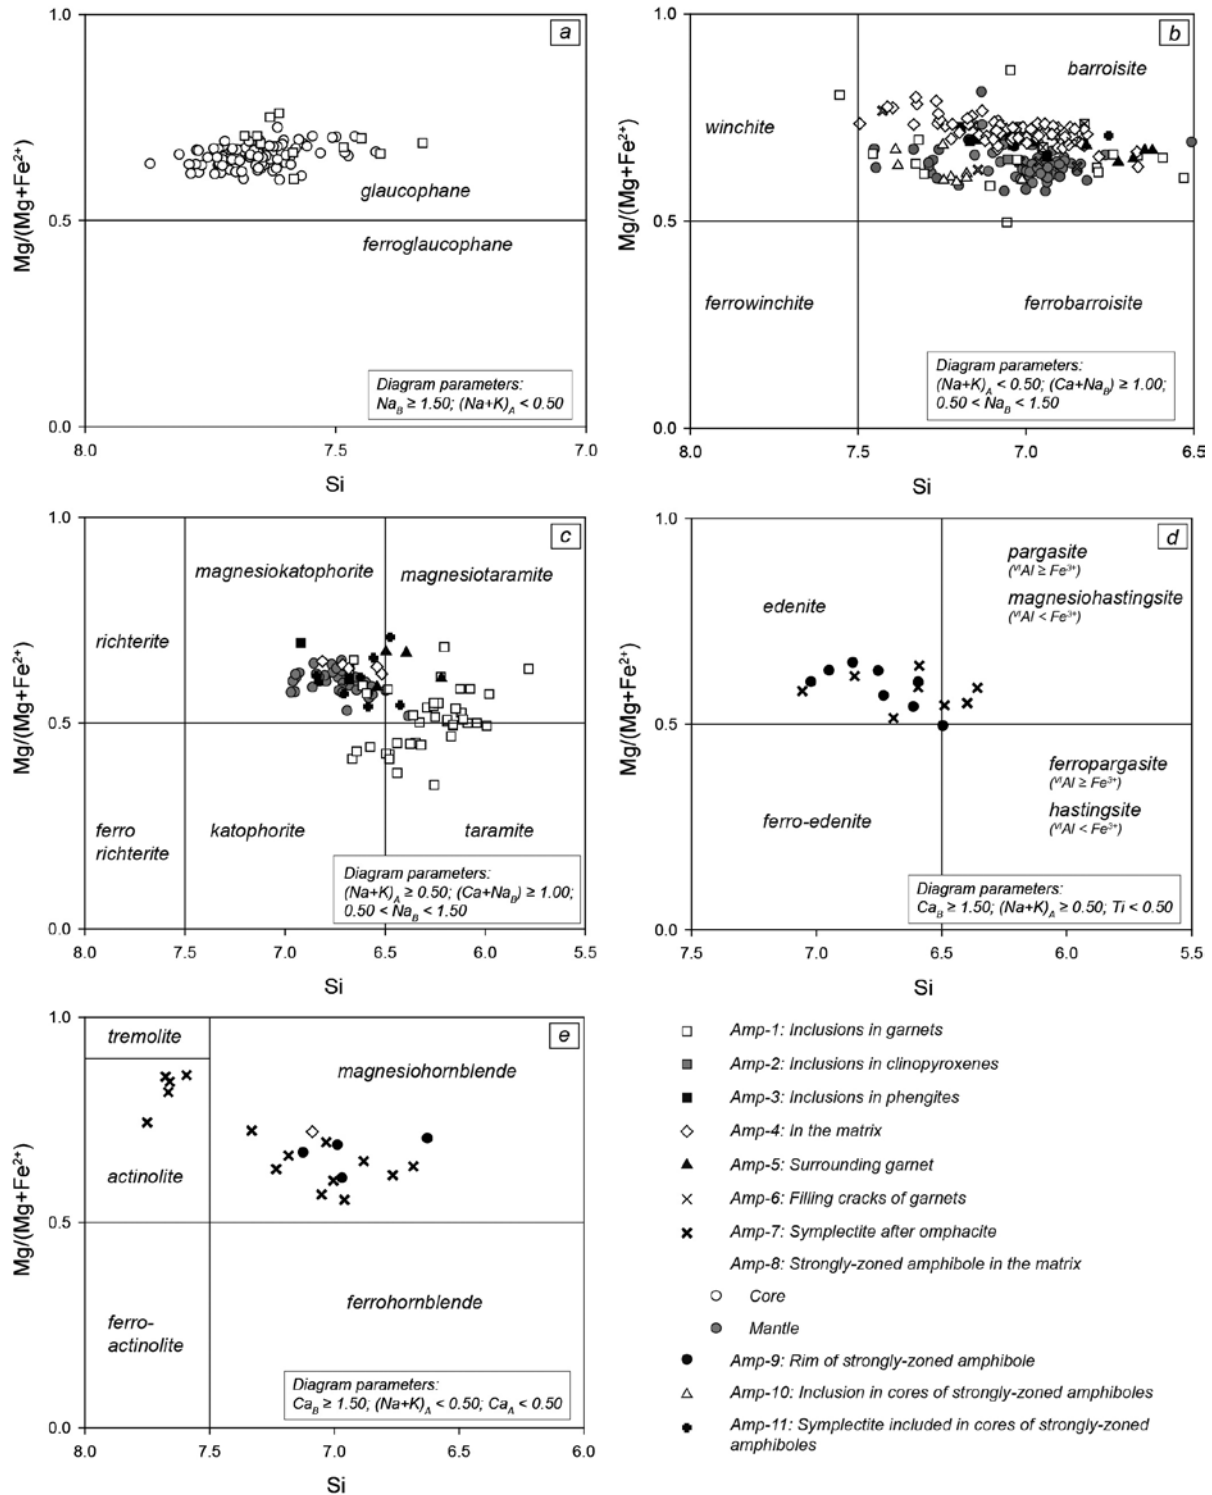 a
1.0
0.5
0.0
Mg/(Mg+Fe²⁺)
glaucophane
ferroglaucophane
Diagram parameters:
Na_B ≥ 1.50; (Na+K)_A < 0.50
8.0 7.5 7.0
Si
b
1.0
0.5
0.0
Mg/(Mg+Fe²⁺)
barroisite
winchite
ferrowinchite ferrobarroisite
Diagram parameters:
(Na+K)_A < 0.50; (Ca+Na_B) ≥ 1.00;
0.50 < Na_B < 1.50
8.0 7.5 7.0 6.5
Si
c
1.0
0.5
0.0
Mg/(Mg+Fe²⁺)
magnesiokatophorite magnesiotaramite
richterite
ferro
richterite
katophorite taramite
Diagram parameters:
(Na+K)_A ≥ 0.50; (Ca+Na_B) ≥ 1.00;
0.50 < Na_B < 1.50
8.0 7.5 7.0 6.5 6.0 5.5
Si
d
1.0
0.5
0.0
Mg/(Mg+Fe²⁺)
edenite
pargasite
(ⱽᴵAl ≥ Fe³⁺)
magnesiohastingsite
(ⱽᴵAl < Fe³⁺)
ferro-edenite
ferropargasite
(ⱽᴵAl ≥ Fe³⁺)
hastingsite
(ⱽᴵAl < Fe³⁺)
Diagram parameters:
Ca_B ≥ 1.50; (Na+K)_A ≥ 0.50; Ti < 0.50
7.5 7.0 6.5 6.0 5.5
Si
e
1.0
0.5
0.0
Mg/(Mg+Fe²⁺)
tremolite
magnesiohornblende
actinolite
ferro-
actinolite
ferrohornblende
Diagram parameters:
Ca_B ≥ 1.50; (Na+K)_A < 0.50; Ca_A < 0.50
8.0 7.5 7.0 6.5 6.0
Si
Amp-1: Inclusions in garnets
Amp-2: Inclusions in clinopyroxenes
Amp-3: Inclusions in phengites
Amp-4: In the matrix
Amp-5: Surrounding garnet
Amp-6: Filling cracks of garnets
Amp-7: Symplectite after omphacite
Amp-8: Strongly-zoned amphibole in the matrix
Core
Mantle
Amp-9: Rim of strongly-zoned amphibole
Amp-10: Inclusion in cores of strongly-zoned amphiboles
Amp-11: Symplectite included in cores of strongly-zoned
amphiboles